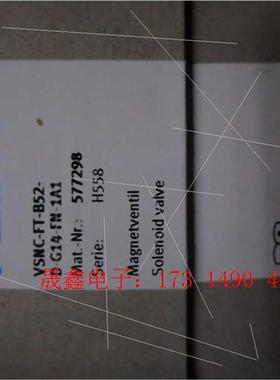 VSNC-FT-B52-
D-G14-FN-1A1
Mat.-Nr.: 577298
Serie: H558
Magnetventil
Solenoid valve
晟鑫电子：173 1490 4